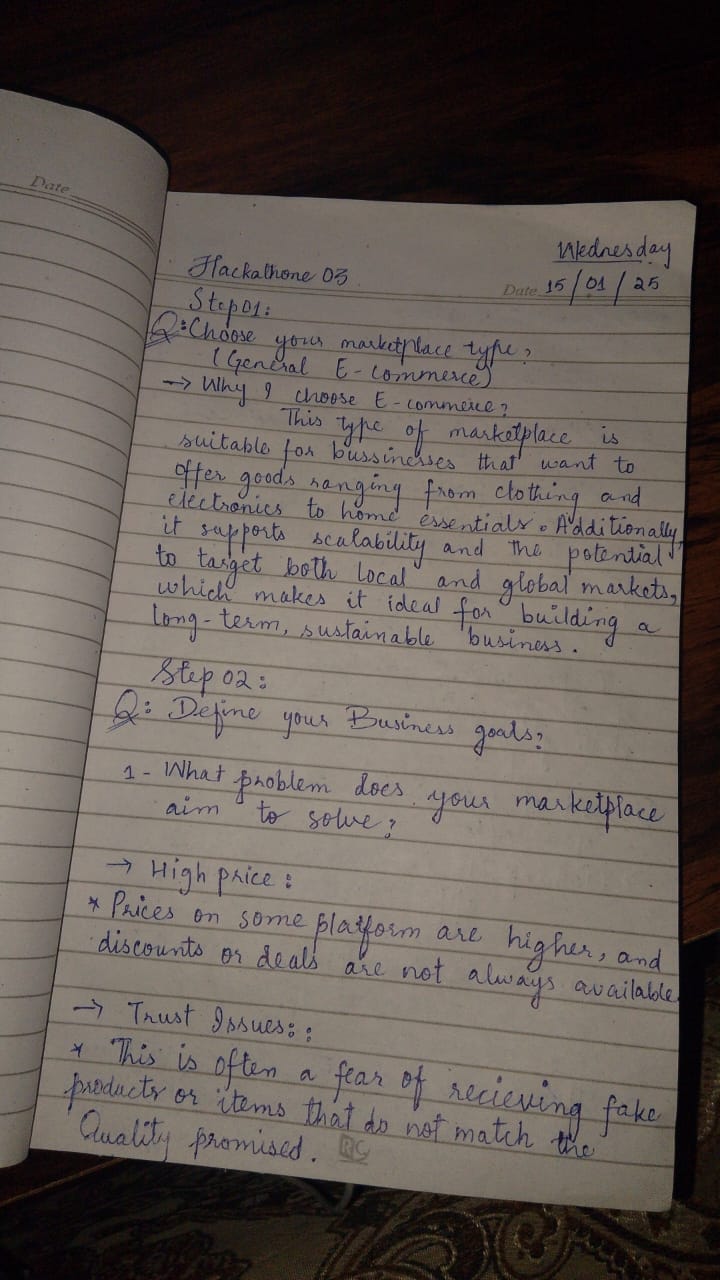 Date
Wednesday
Hackathone 03
Date 15/01/25
Step01:
Q:Choose your marketplace type?
(General E-commerce)
→ Why I choose E-commerce?
This type of marketplace is
suitable for bussinesses that want to
offer goods ranging from clothing and
electronics to home essentials. Additionally,
it supports scalability and the potential
to target both local and global markets,
which makes it ideal for building a
long-term, sustainable business.
Step 02:
Q: Define your Business goals?
1- What problem does your marketplace
aim to solve?
→ High price:
* Prices on some platform are higher, and
discounts or deals are not always available
→ Trust Issues::
* This is often a fear of recieving fake
products or items that do not match the
Quality promised. RC